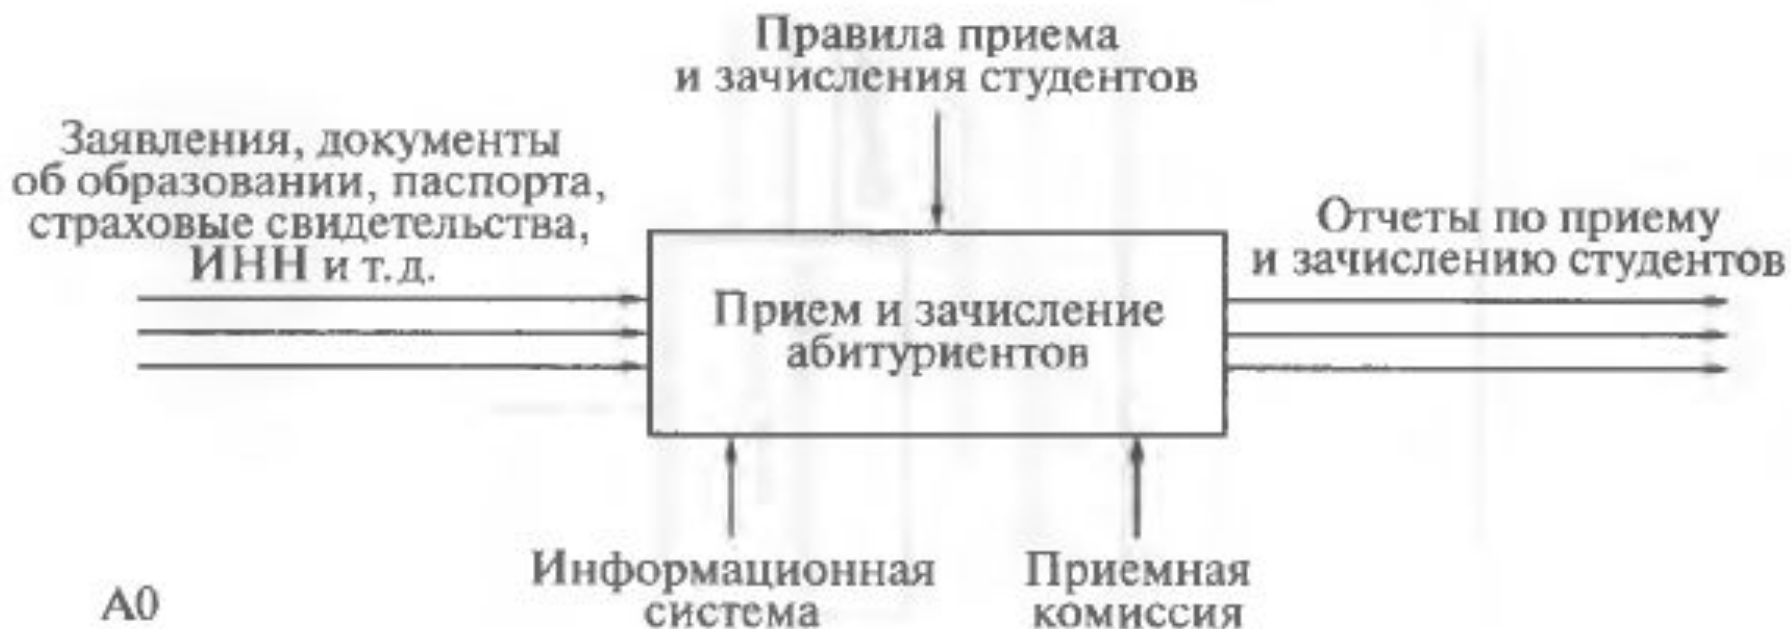 Правила приема
и зачисления студентов
Заявления, документы
об образовании, паспорта,
страховые свидетельства,
ИНН и т.д.
Прием и зачисление
абитуриентов
Отчеты по приему
и зачислению студентов
Информационная
система
Приемная
комиссия
А0